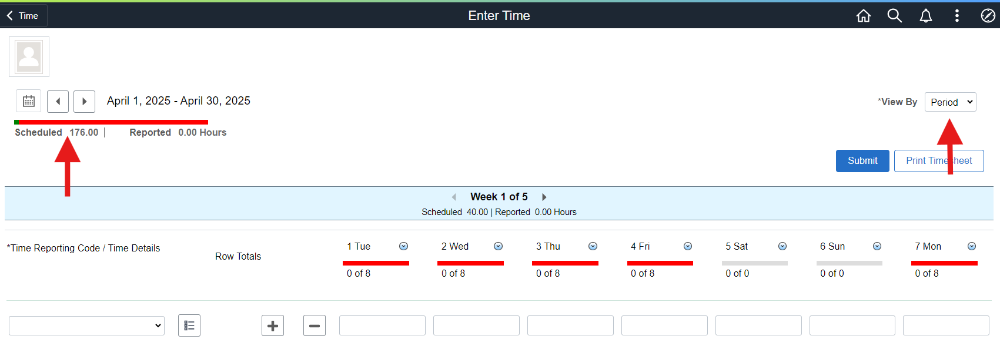 Time
Enter Time
April 1, 2025 - April 30, 2025
*View By Period
Scheduled 176.00 | Reported 0.00 Hours
Submit Print Timesheet
Week 1 of 5
Scheduled 40.00 | Reported 0.00 Hours
*Time Reporting Code / Time Details
Row Totals
1 Tue 2 Wed 3 Thu 4 Fri 5 Sat 6 Sun 7 Mon
0 of 8 0 of 8 0 of 8 0 of 8 0 of 0 0 of 0 0 of 8